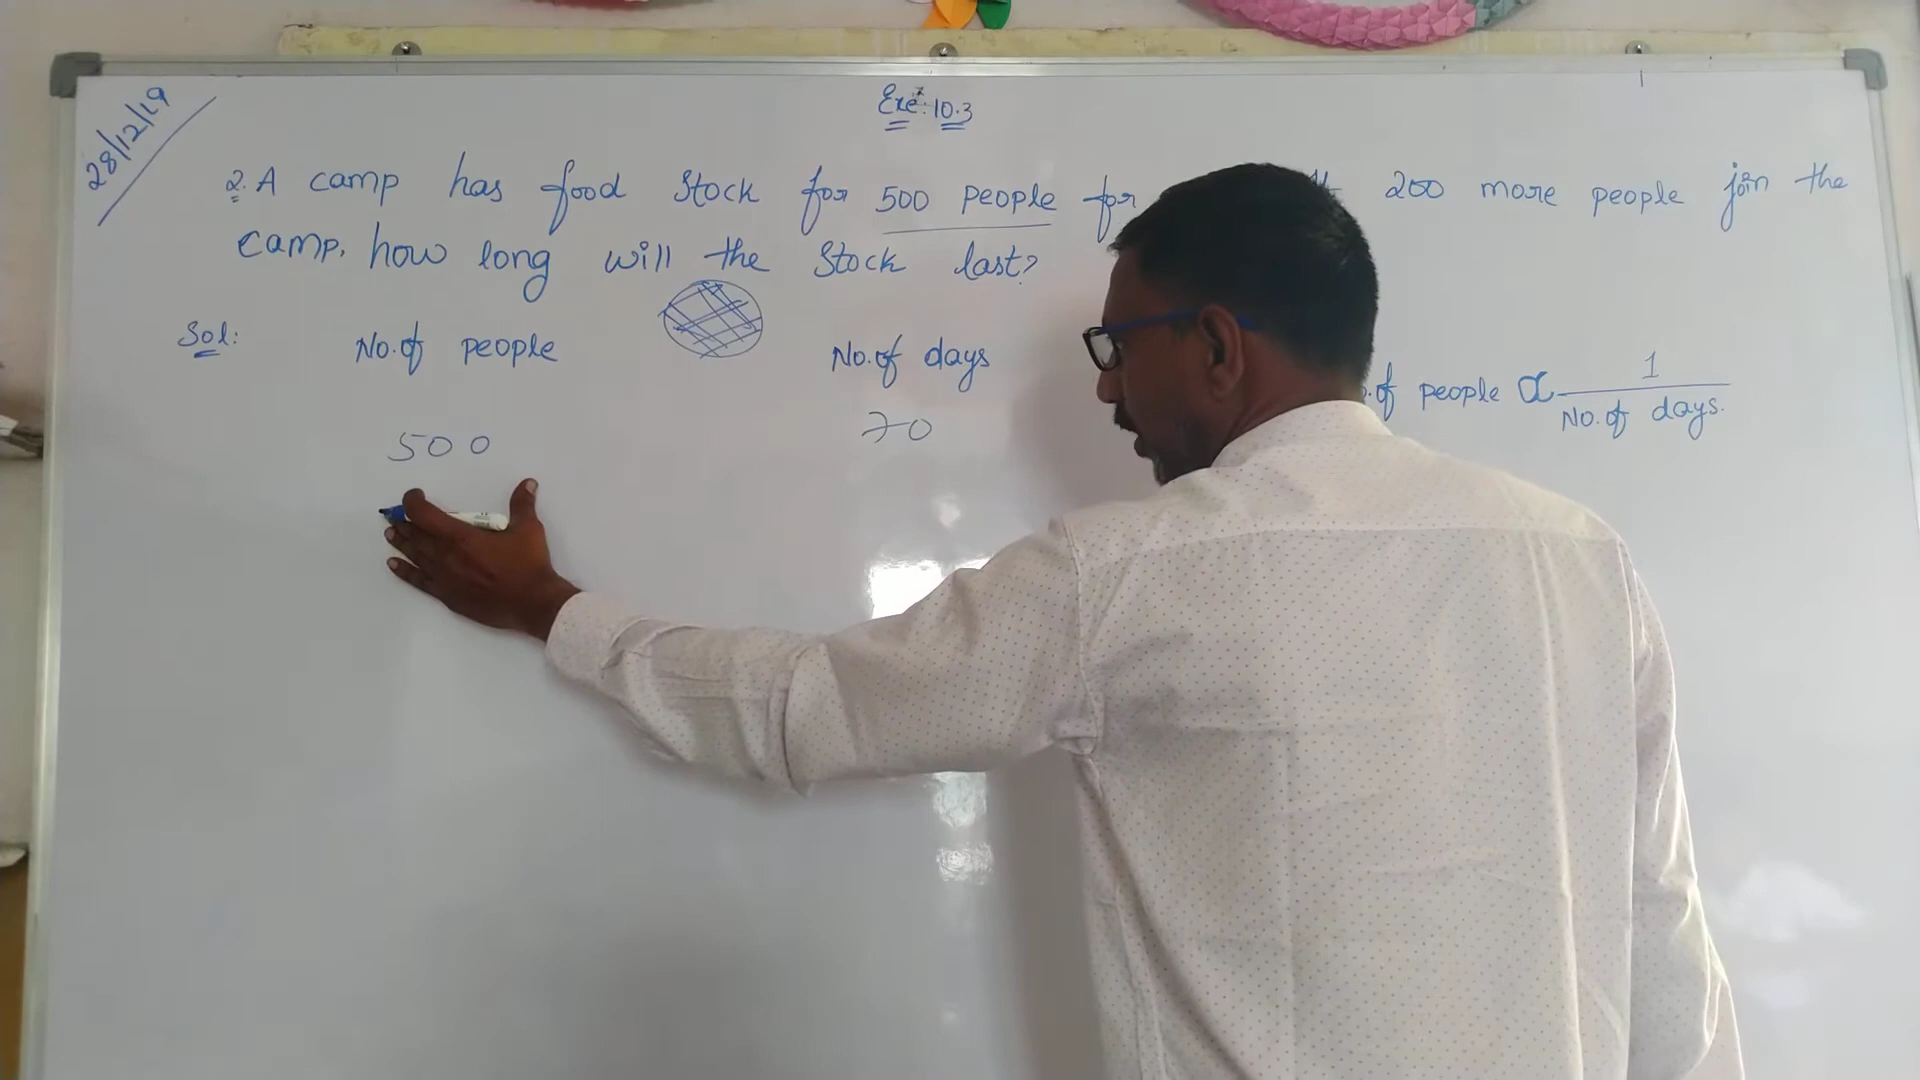 28/12/19
Exe: 10.3
2. A camp has food stock for 500 people for 200 more people join the
camp. how long will the stock last?
Sol: No. of people No. of days
of people ∝ 1 / No. of days.
500 70